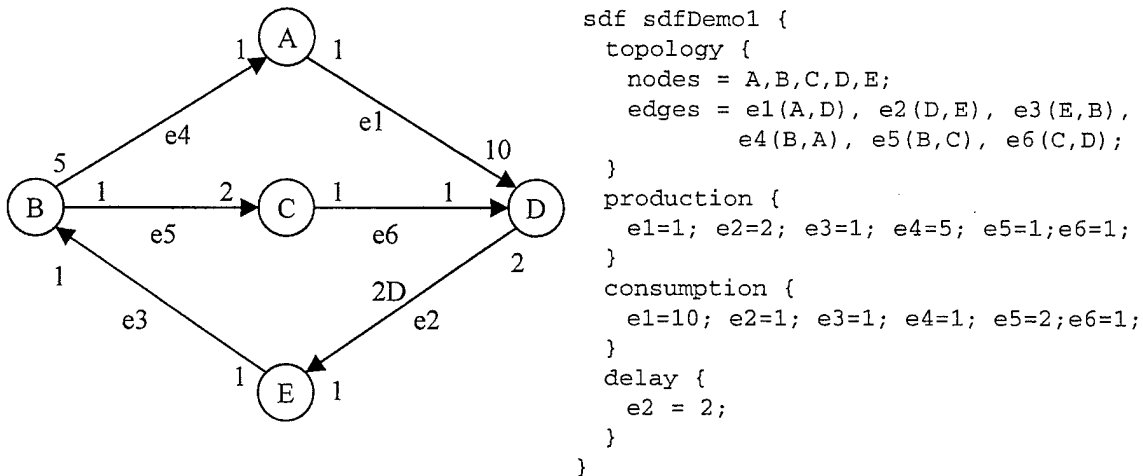 A
1
1
e4
e1
5
10
B
1
2
C
1
1
D
e5
e6
1
2
2D
e3
e2
1
E
1
sdf sdfDemo1 {
topology {
nodes = A,B,C,D,E;
edges = e1(A,D), e2(D,E), e3(E,B),
e4(B,A), e5(B,C), e6(C,D);
}
production {
e1=1; e2=2; e3=1; e4=5; e5=1;e6=1;
}
consumption {
e1=10; e2=1; e3=1; e4=1; e5=2;e6=1;
}
delay {
e2 = 2;
}
}